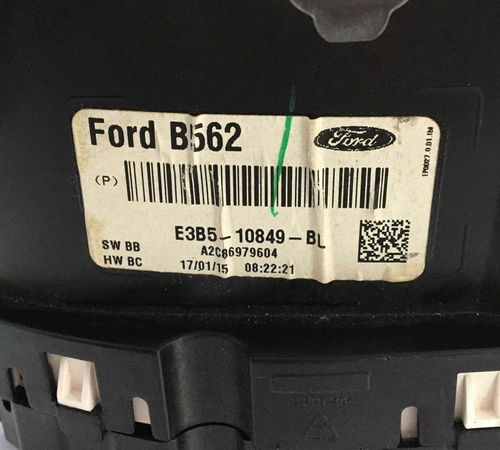 Ford B562
Ford
(P)
E3B5-10849-BL
SW BB
A2C86979604
HW BC
17/01/15 08:22:21